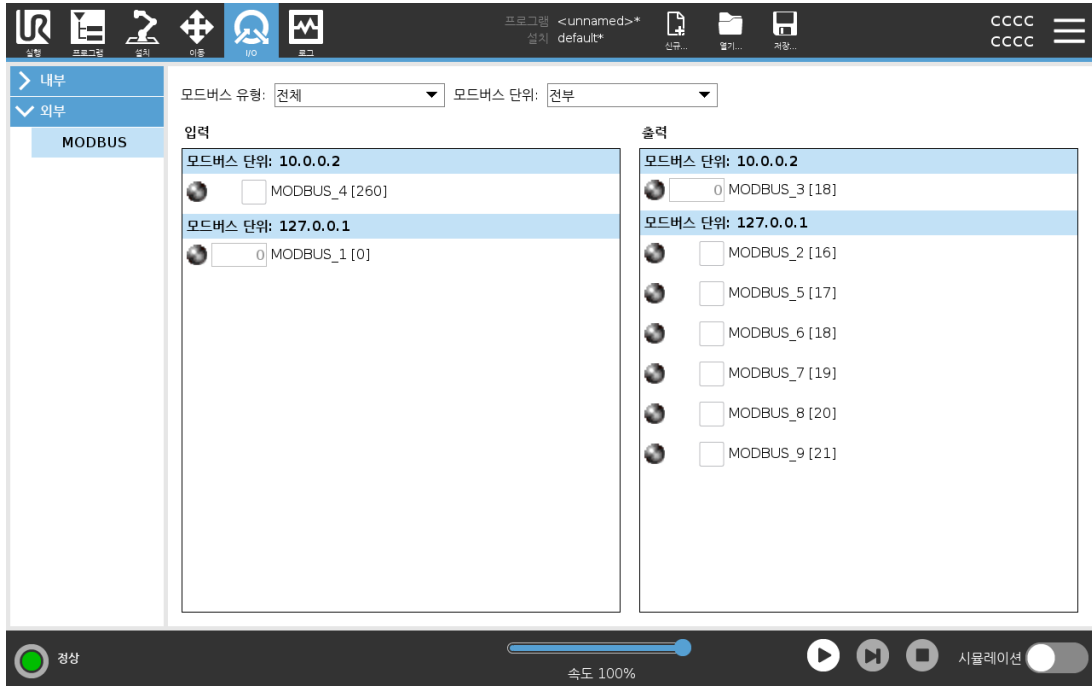 UR
프로그램 <unnamed>*
설치 default*
cccc
cccc
실행 프로그램 설치 이동 I/O 로그 신규... 열기... 저장...
내부
외부
MODBUS
모드버스 유형: 전체 모드버스 단위: 전부
입력
모드버스 단위: 10.0.0.2
MODBUS_4 [260]
모드버스 단위: 127.0.0.1
0 MODBUS_1 [0]
출력
모드버스 단위: 10.0.0.2
0 MODBUS_3 [18]
모드버스 단위: 127.0.0.1
MODBUS_2 [16]
MODBUS_5 [17]
MODBUS_6 [18]
MODBUS_7 [19]
MODBUS_8 [20]
MODBUS_9 [21]
정상
속도 100%
시뮬레이션